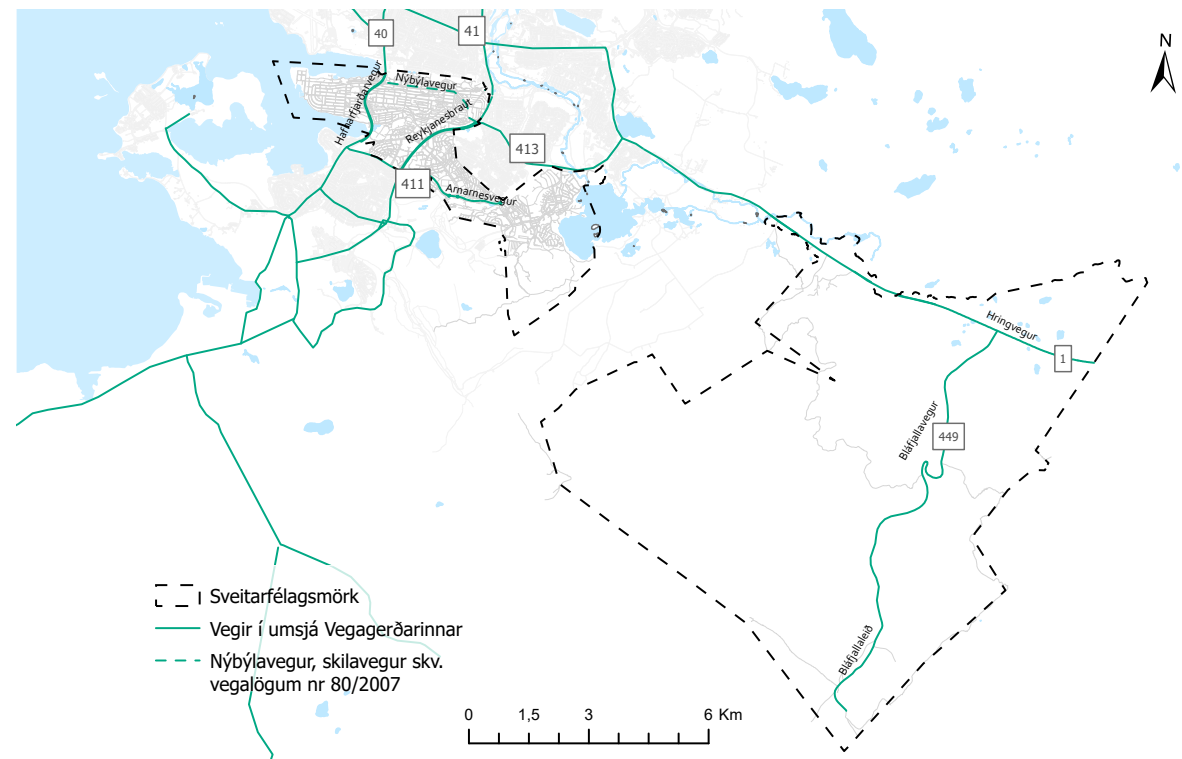 40
41
N
Nýbýlavegur
Hafnarfjarðarvegur
Reykjanesbraut
413
411
Arnarnesvegur
Hringvegur
1
Bláfjallavegur
449
Bláfjallaleið
Sveitarfélagsmörk
Vegir í umsjá Vegagerðarinnar
Nýbýlavegur, skilavegur skv.
vegalögum nr 80/2007
0 1,5 3 6 Km